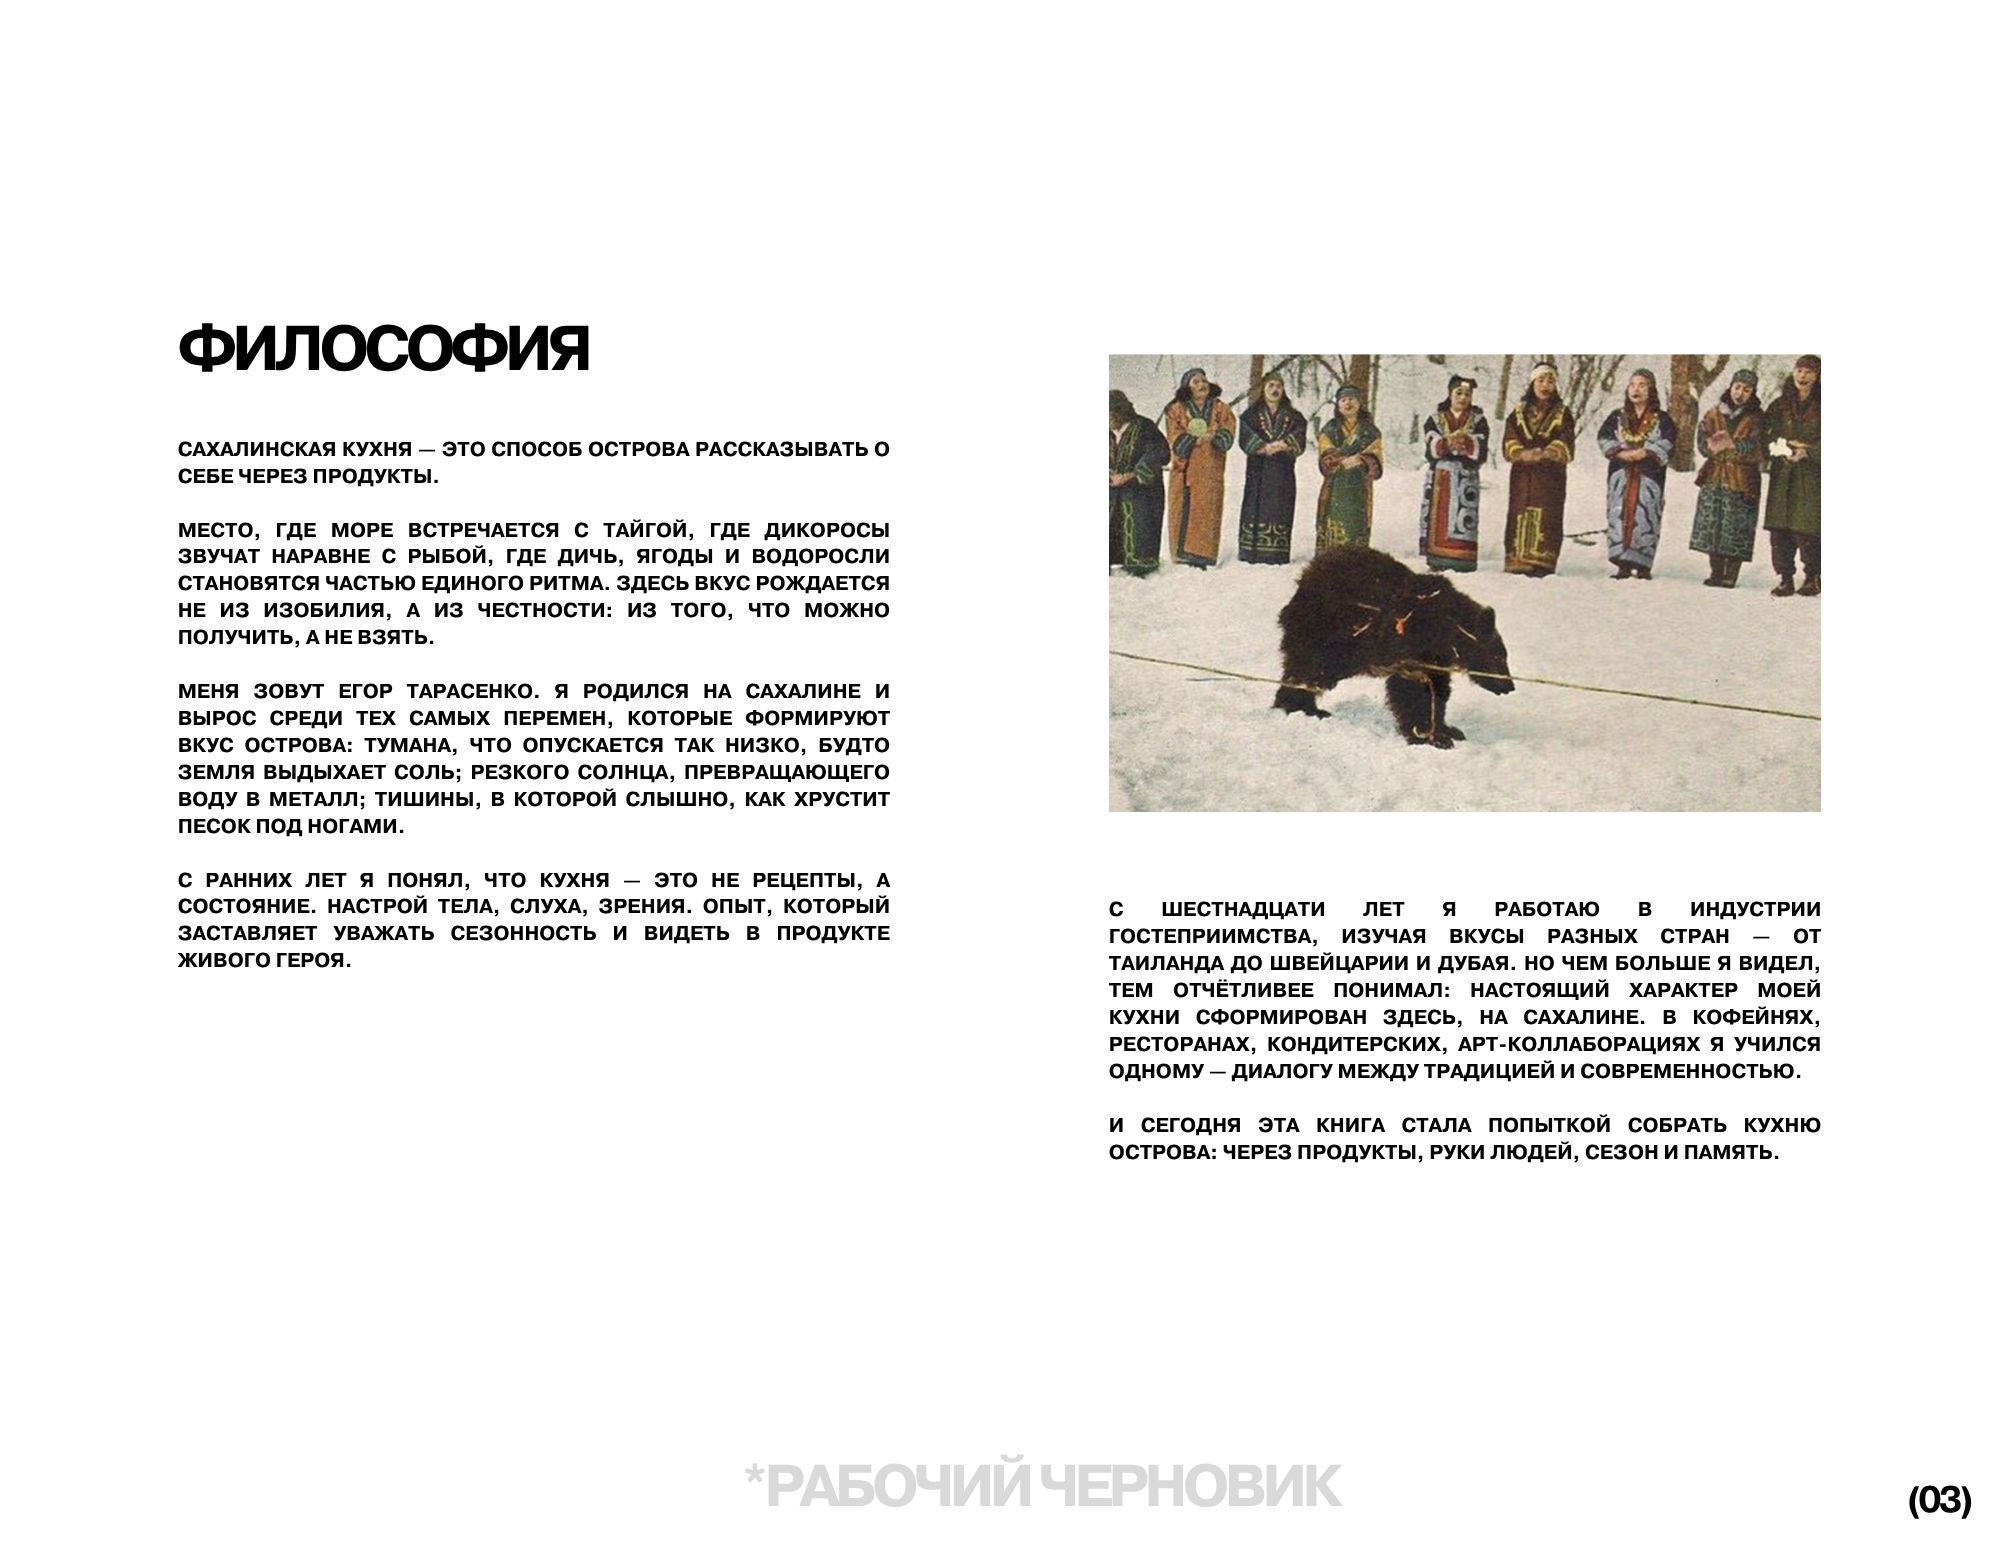 ФИЛОСОФИЯ
САХАЛИНСКАЯ КУХНЯ — ЭТО СПОСОБ ОСТРОВА РАССКАЗЫВАТЬ О
СЕБЕ ЧЕРЕЗ ПРОДУКТЫ.
МЕСТО, ГДЕ МОРЕ ВСТРЕЧАЕТСЯ С ТАЙГОЙ, ГДЕ ДИКОРОСЫ
ЗВУЧАТ НАРАВНЕ С РЫБОЙ, ГДЕ ДИЧЬ, ЯГОДЫ И ВОДОРОСЛИ
СТАНОВЯТСЯ ЧАСТЬЮ ЕДИНОГО РИТМА. ЗДЕСЬ ВКУС РОЖДАЕТСЯ
НЕ ИЗ ИЗОБИЛИЯ, А ИЗ ЧЕСТНОСТИ: ИЗ ТОГО, ЧТО МОЖНО
ПОЛУЧИТЬ, А НЕ ВЗЯТЬ.
МЕНЯ ЗОВУТ ЕГОР ТАРАСЕНКО. Я РОДИЛСЯ НА САХАЛИНЕ И
ВЫРОС СРЕДИ ТЕХ САМЫХ ПЕРЕМЕН, КОТОРЫЕ ФОРМИРУЮТ
ВКУС ОСТРОВА: ТУМАНА, ЧТО ОПУСКАЕТСЯ ТАК НИЗКО, БУДТО
ЗЕМЛЯ ВЫДЫХАЕТ СОЛЬ; РЕЗКОГО СОЛНЦА, ПРЕВРАЩАЮЩЕГО
ВОДУ В МЕТАЛЛ; ТИШИНЫ, В КОТОРОЙ СЛЫШНО, КАК ХРУСТИТ
ПЕСОК ПОД НОГАМИ.
С РАННИХ ЛЕТ Я ПОНЯЛ, ЧТО КУХНЯ — ЭТО НЕ РЕЦЕПТЫ, А
СОСТОЯНИЕ. НАСТРОЙ ТЕЛА, СЛУХА, ЗРЕНИЯ. ОПЫТ, КОТОРЫЙ
ЗАСТАВЛЯЕТ УВАЖАТЬ СЕЗОННОСТЬ И ВИДЕТЬ В ПРОДУКТЕ
ЖИВОГО ГЕРОЯ.
С ШЕСТНАДЦАТИ ЛЕТ Я РАБОТАЮ В ИНДУСТРИИ
ГОСТЕПРИИМСТВА, ИЗУЧАЯ ВКУСЫ РАЗНЫХ СТРАН — ОТ
ТАИЛАНДА ДО ШВЕЙЦАРИИ И ДУБАЯ. НО ЧЕМ БОЛЬШЕ Я ВИДЕЛ,
ТЕМ ОТЧЁТЛИВЕЕ ПОНИМАЛ: НАСТОЯЩИЙ ХАРАКТЕР МОЕЙ
КУХНИ СФОРМИРОВАН ЗДЕСЬ, НА САХАЛИНЕ. В КОФЕЙНЯХ,
РЕСТОРАНАХ, КОНДИТЕРСКИХ, АРТ-КОЛЛАБОРАЦИЯХ Я УЧИЛСЯ
ОДНОМУ — ДИАЛОГУ МЕЖДУ ТРАДИЦИЕЙ И СОВРЕМЕННОСТЬЮ.
И СЕГОДНЯ ЭТА КНИГА СТАЛА ПОПЫТКОЙ СОБРАТЬ КУХНЮ
ОСТРОВА: ЧЕРЕЗ ПРОДУКТЫ, РУКИ ЛЮДЕЙ, СЕЗОН И ПАМЯТЬ.
*РАБОЧИЙ ЧЕРНОВИК
(03)